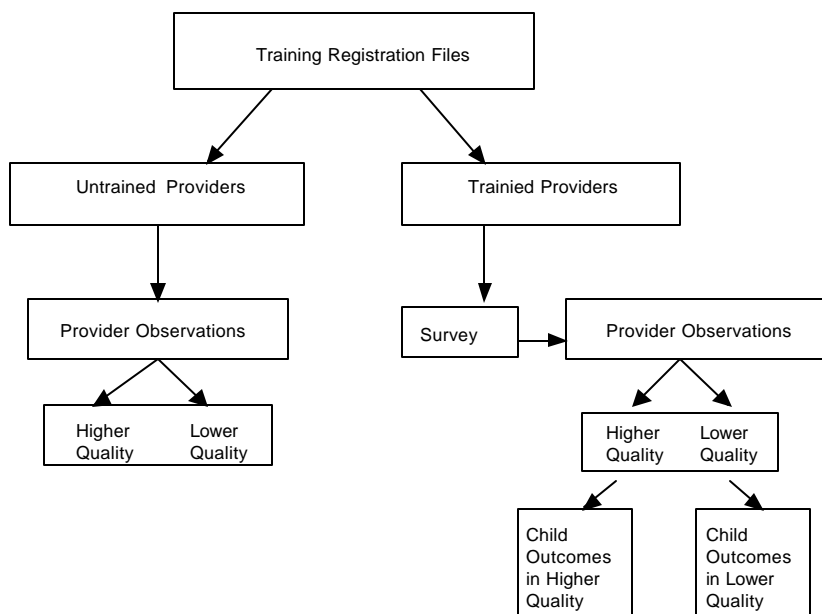 Training Registration Files
Untrained Providers
Trainied Providers
Provider Observations
Survey
Provider Observations
Higher Quality
Lower Quality
Higher Quality
Lower Quality
Child
Outcomes
in Higher
Quality
Child
Outcomes
in Lower
Quality